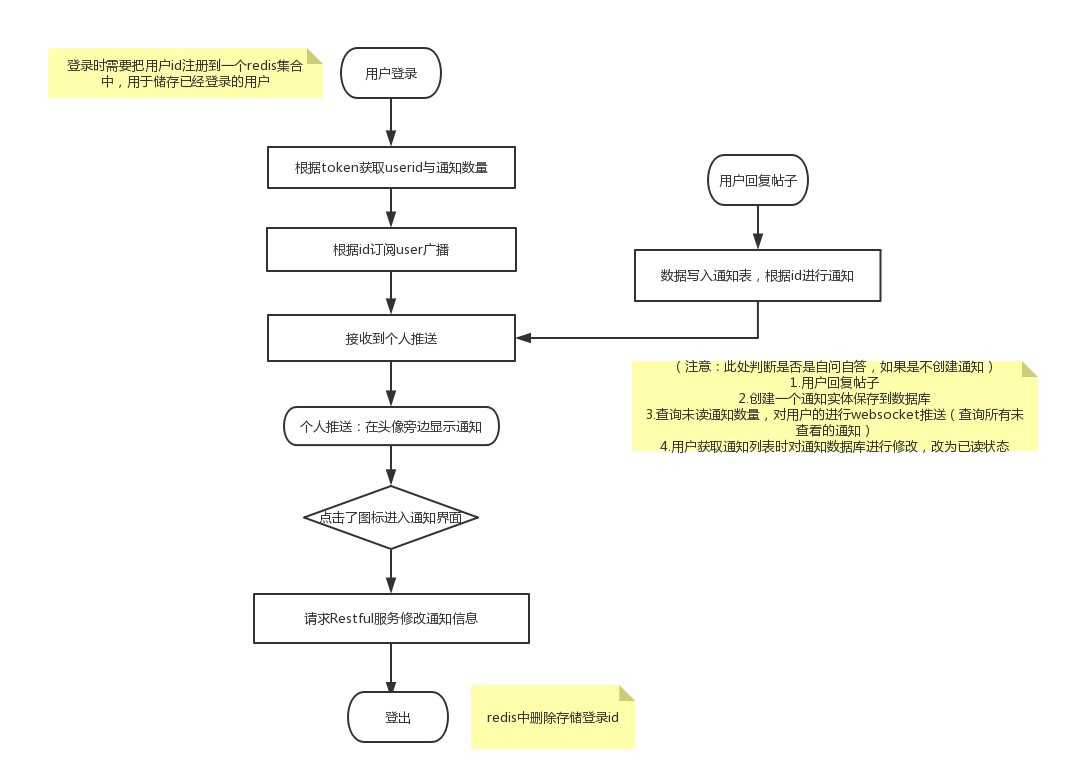 登录时需要把用户id注册到一个redis集合
中，用于储存已经登录的用户
用户登录
根据token获取userid与通知数量
根据id订阅user广播
接收到个人推送
个人推送：在头像旁边显示通知
点击了图标进入通知界面
请求Restful服务修改通知信息
登出
redis中删除存储登录id
用户回复帖子
数据写入通知表，根据id进行通知
（注意：此处判断是否是自问自答，如果是不创建通知）
1.用户回复帖子
2.创建一个通知实体保存到数据库
3.查询未读通知数量，对用户的进行websocket推送（查询所有未
查看的通知）
4.用户获取通知列表时对通知数据库进行修改，改为已读状态